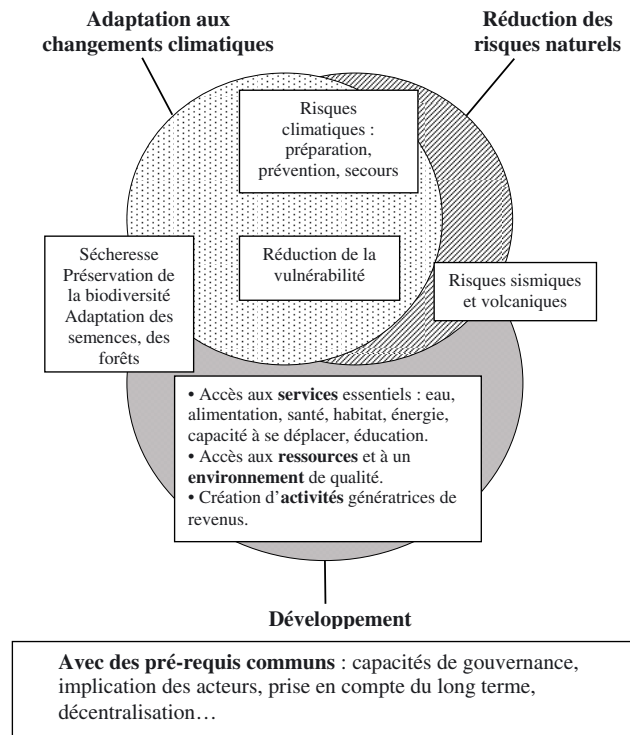 Adaptation aux
changements climatiques
Réduction des
risques naturels
Risques
climatiques :
préparation,
prévention, secours
Sécheresse
Préservation de
la biodiversité
Adaptation des
semences, des
forêts
Réduction de la
vulnérabilité
Risques sismiques
et volcaniques
• Accès aux services essentiels : eau,
alimentation, santé, habitat, énergie,
capacité à se déplacer, éducation.
• Accès aux ressources et à un
environnement de qualité.
• Création d’activités génératrices de
revenus.
Développement
Avec des pré-requis communs : capacités de gouvernance,
implication des acteurs, prise en compte du long terme,
décentralisation…